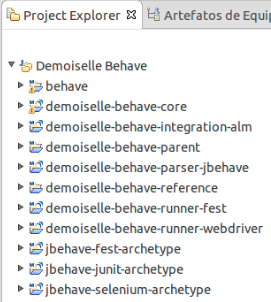 Project Explorer Artefatos de Equi
Demoiselle Behave
behave
demoiselle-behave-core
demoiselle-behave-integration-alm
demoiselle-behave-parent
demoiselle-behave-parser-jbehave
demoiselle-behave-reference
demoiselle-behave-runner-fest
demoiselle-behave-runner-webdriver
jbehave-fest-archetype
jbehave-junit-archetype
jbehave-selenium-archetype